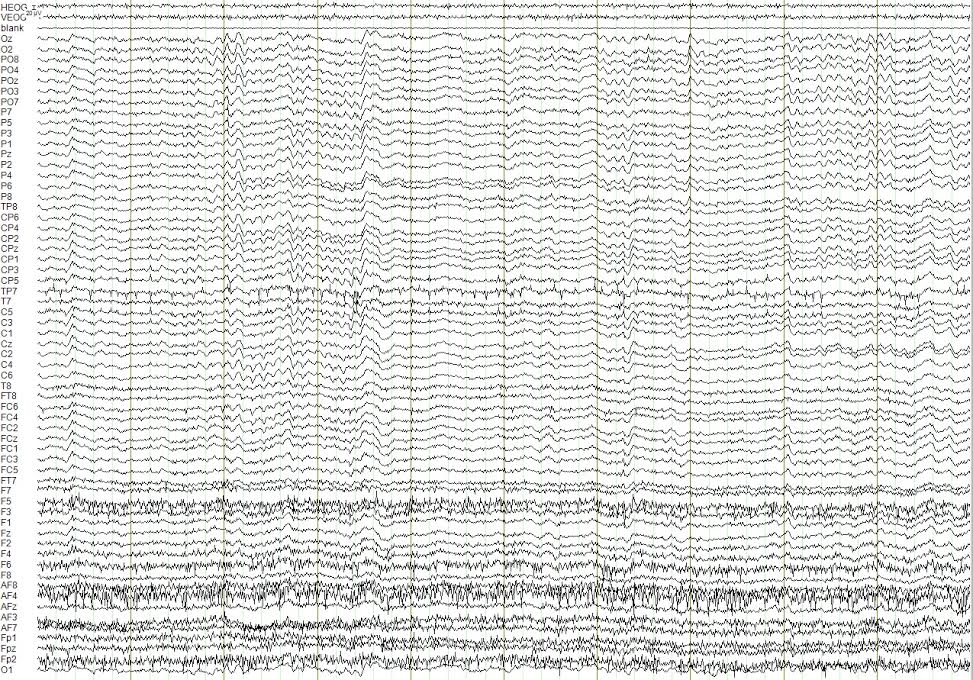 HEOG
VEOG
blank
Oz
O2
PO8
PO4
POz
PO3
PO7
P7
P5
P3
P1
Pz
P2
P4
P6
P8
TP8
CP6
CP4
CP2
CPz
CP1
CP3
CP5
TP7
T7
C5
C3
C1
Cz
C2
C4
C6
T8
FT8
FC6
FC4
FC2
FCz
FC1
FC3
FC5
FT7
F7
F5
F3
F1
Fz
F2
F4
F6
F8
AF8
AF4
AFz
AF3
AF7
Fp1
Fpz
Fp2
O1